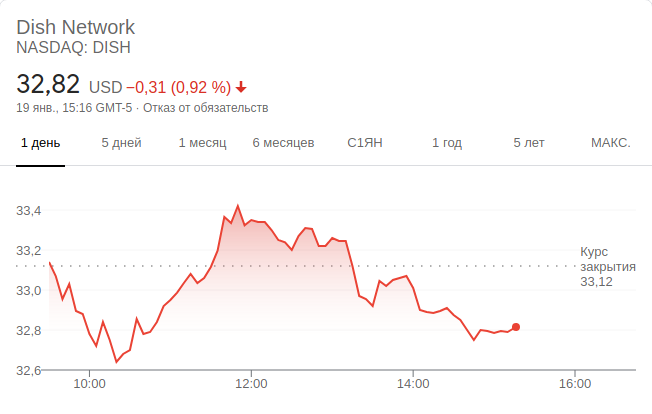 Dish Network
NASDAQ: DISH
32,82 USD −0,31 (0,92 %)
19 янв., 15:16 GMT-5 · Отказ от обязательств
1 день 5 дней 1 месяц 6 месяцев С1ЯН 1 год 5 лет МАКС.
33,4
33,2
Курс
закрытия
33,12
33,0
32,8
32,6
10:00 12:00 14:00 16:00